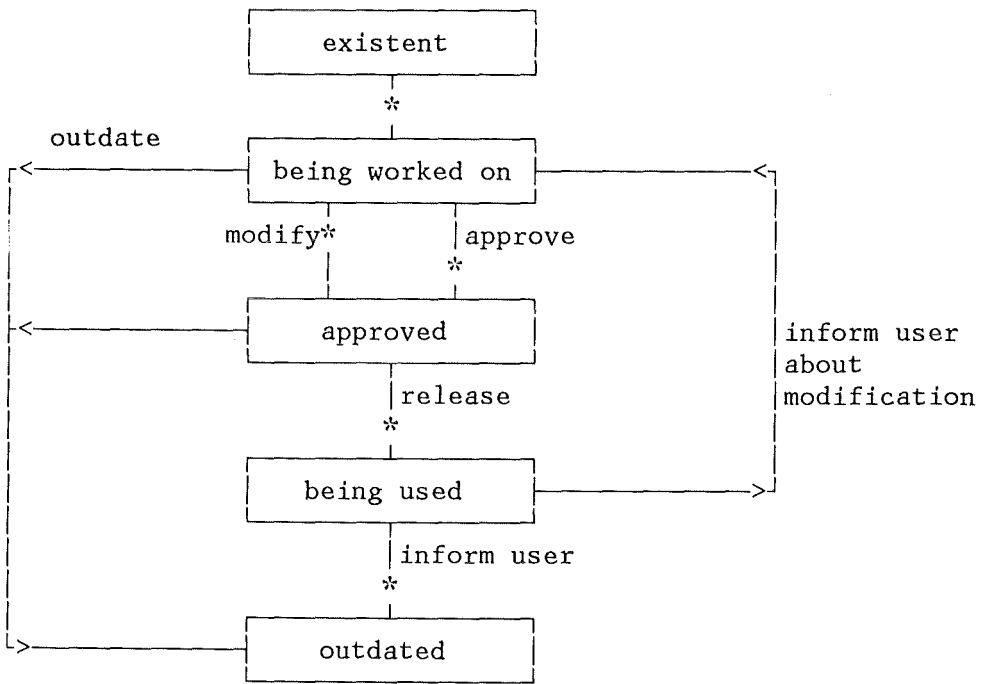 existent
*
outdate
being worked on
modify* approve
*
approved
inform user
about
modification
release
*
being used
inform user
*
outdated